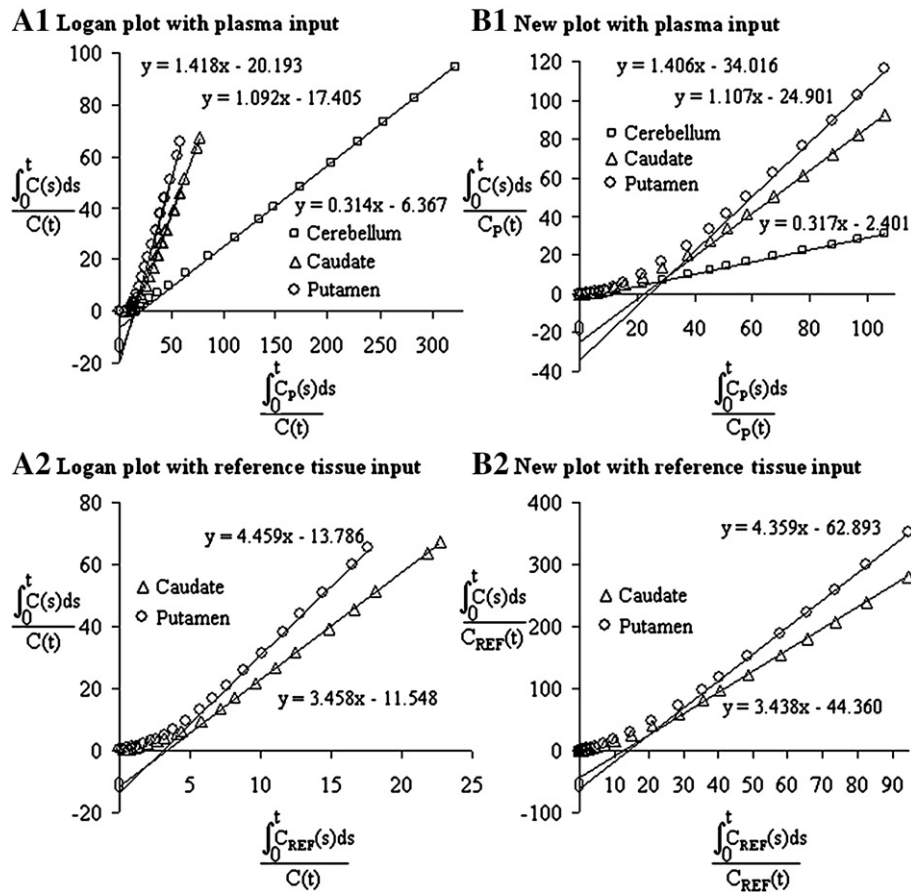 A1 Logan plot with plasma input
100
80
60
40
20
0
-20
50 100 150 200 250 300
y = 1.418x - 20.193
y = 1.092x - 17.405
y = 0.314x - 6.367
Cerebellum
Caudate
Putamen
∫₀ᵗC(s)ds
C(t)
∫₀ᵗCₚ(s)ds
C(t)
B1 New plot with plasma input
120
100
80
60
40
20
0
-20
-40
20 40 60 80 100
y = 1.406x - 34.016
y = 1.107x - 24.901
Cerebellum
Caudate
Putamen
0.317x - 2.401
∫₀ᵗC(s)ds
Cₚ(t)
∫₀ᵗCₚ(s)ds
Cₚ(t)
A2 Logan plot with reference tissue input
80
60
40
20
0
-20
0 5 10 15 20 25
y = 4.459x - 13.786
Caudate
Putamen
y = 3.458x - 11.548
∫₀ᵗC(s)ds
C(t)
∫₀ᵗC_REF(s)ds
C(t)
B2 New plot with reference tissue input
400
300
200
100
0
-100
0 10 20 30 40 50 60 70 80 90
y = 4.359x - 62.893
Caudate
Putamen
y = 3.438x - 44.360
∫₀ᵗC(s)ds
C_REF(t)
∫₀ᵗC_REF(s)ds
C_REF(t)